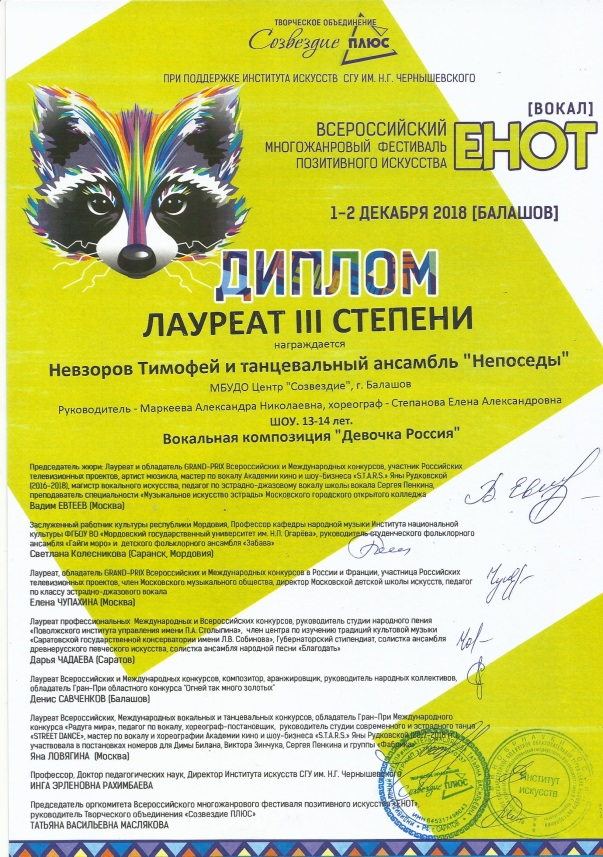 ТВОРЧЕСКОЕ ОБЪЕДИНЕНИЕ
Созвездие ПЛЮС
ПРИ ПОДДЕРЖКЕ ИНСТИТУТА ИСКУССТВ СГУ ИМ. Н.Г. ЧЕРНЫШЕВСКОГО
[ВОКАЛ]
ВСЕРОССИЙСКИЙ
МНОГОЖАНРОВЫЙ ФЕСТИВАЛЬ
ПОЗИТИВНОГО ИСКУССТВА
ЕНОТ
1-2 ДЕКАБРЯ 2018 [БАЛАШОВ]
ДИПЛОМ
ЛАУРЕАТ III СТЕПЕНИ
награждается
Невзоров Тимофей и танцевальный ансамбль "Непоседы"
МБУДО Центр "Созвездие", г. Балашов
Руководитель - Маркеева Александра Николаевна, хореограф - Степанова Елена Александровна
ШОУ. 13-14 лет.
Вокальная композиция "Девочка Россия"
Председатель жюри: Лауреат и обладатель GRAND-PRIX Всероссийских и Международных конкурсов, участник Российских
телевизионных проектов, артист мюзикла, мастер по вокалу Академии кино и шоу-бизнеса «S.T.A.R.S.» Яны Рудковской
(2016-2018), магистр вокального искусства, педагог по эстрадно-джазовому вокалу школы вокала Сергея Пенкина,
преподаватель специальности «Музыкальное искусство эстрады» Московского городского открытого колледжа
Вадим ЕВТЕЕВ (Москва)
Заслуженный работник культуры республики Мордовия, Профессор кафедры народной музыки Института национальной
культуры ФГБОУ ВО «Мордовский государственный университет им. Н.П. Огарёва», руководитель студенческого фольклорного
ансамбля «Гайги моро» и детского фольклорного ансамбля «Забава»
Светлана Колесникова (Саранск, Мордовия)
Лауреат, обладатель GRAND-PRIX Всероссийских и Международных конкурсов в России и Франции, участница Российских
телевизионных проектов, член Московского музыкального общества, директор Московской детской школы искусств, педагог
по классу эстрадно-джазового вокала
Елена ЧУПАХИНА (Москва)
Лауреат профессиональных Международных и Всероссийских конкурсов, руководитель студии народного пения
«Поволжского института управления имени П.А. Столыпина», член центра по изучению традиций культовой музыки
«Саратовской государственной консерватории имени Л.В. Собинова», Губернаторский стипендиат, солистка ансамбля
древнерусского певческого искусства, солистка ансамбля народной песни «Благодать»
Дарья ЧАДАЕВА (Саратов)
Лауреат Всероссийских и Международных конкурсов, композитор, аранжировщик, руководитель народных коллективов,
обладатель Гран-При областного конкурса "Огней так много золотых"
Денис САВЧЕНКОВ (Балашов)
Лауреат Всероссийских, Международных вокальных и танцевальных конкурсов, обладатель Гран-При Международного
конкурса «Радуга мира», педагог по вокалу, хореограф-постановщик, руководитель студии современного и эстрадного танца
"STREET DANCE", мастер по вокалу и хореографии Академии кино и шоу-бизнеса «S.T.A.R.S.» Яны Рудковской
участвовала в постановках номеров для Димы Билана, Виктора Зинчука, Сергея Пенкина и группы «Фабрика»
Яна ЛОВЯГИНА (Москва)
Профессор, Доктор педагогических наук, Директор Института искусств СГУ им. Н.Г. Чернышевского
ИНГА ЭРЛЕНОВНА РАХИМБАЕВА
Председатель оргкомитета Всероссийского многожанрового фестиваля позитивного искусства «ЕНОТ»,
руководитель Творческого объединения «Созвездие ПЛЮС»
ТАТЬЯНА ВАСИЛЬЕВНА МАСЛЯКОВА
Созвездие ПЛЮС
Институт
искусств